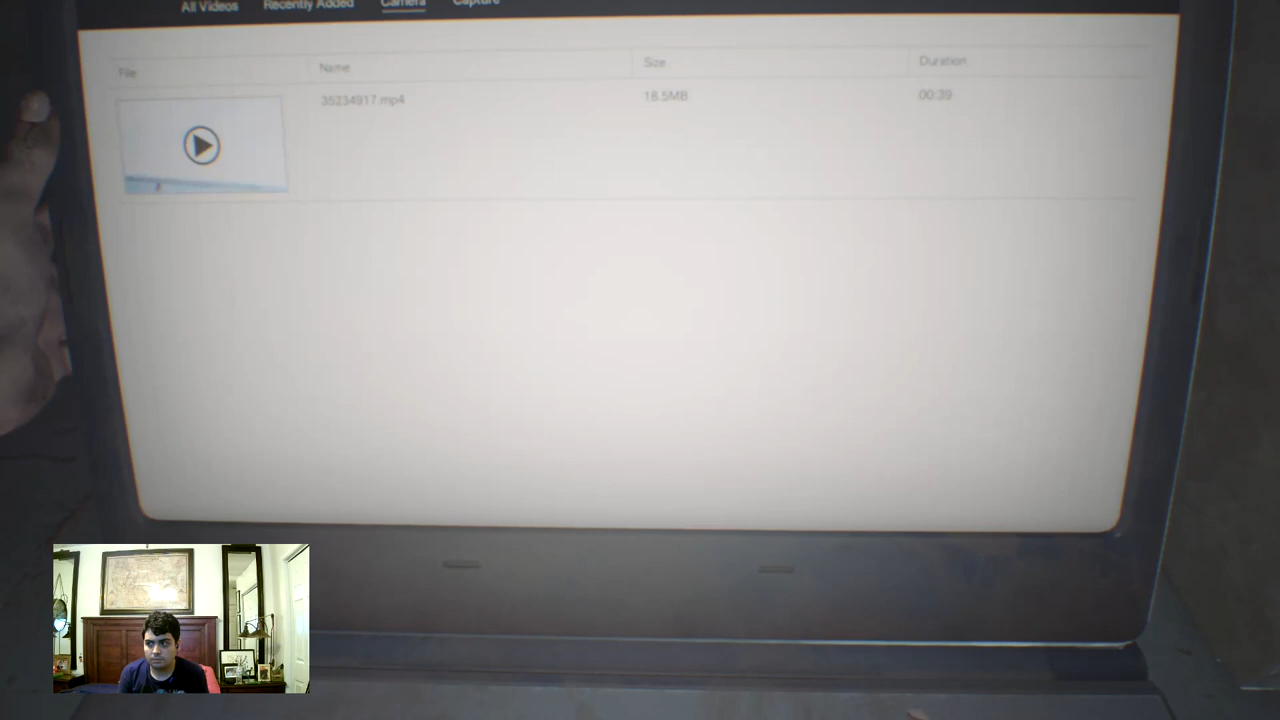 All Videos Recently Added Camera Capture
File Name Size Duration
35234917.mp4 18.5MB 00:39